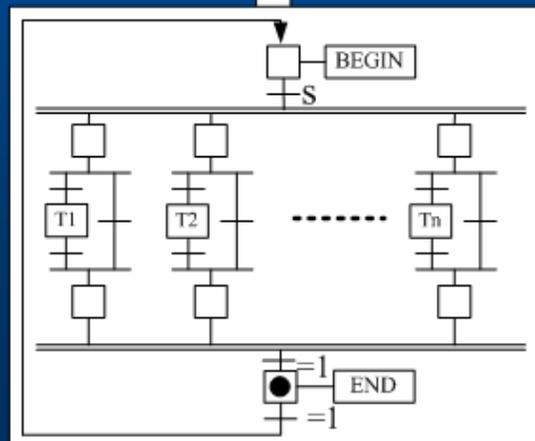 BEGIN
S
T1 T2 Tn
=1
END
=1